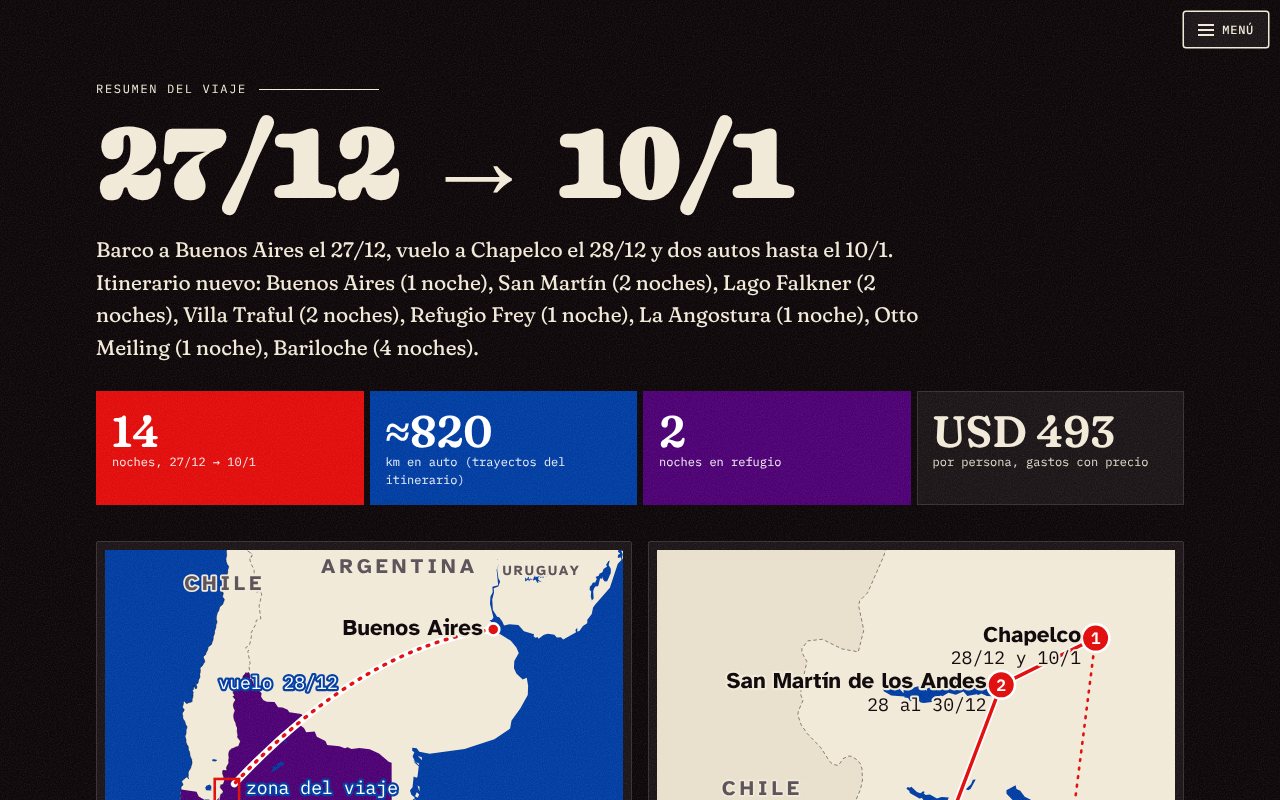 MENÚ
RESUMEN DEL VIAJE
27/12 → 10/1
Barco a Buenos Aires el 27/12, vuelo a Chapelco el 28/12 y dos autos hasta el 10/1.
Itinerario nuevo: Buenos Aires (1 noche), San Martín (2 noches), Lago Falkner (2
noches), Villa Traful (2 noches), Refugio Frey (1 noche), La Angostura (1 noche), Otto
Meiling (1 noche), Bariloche (4 noches).
14
noches, 27/12 → 10/1
≈820
km en auto (trayectos del
itinerario)
2
noches en refugio
USD 493
por persona, gastos con precio
ARGENTINA
URUGUAY
CHILE
Buenos Aires
vuelo 28/12
zona del viaje
Chapelco
1
28/12 y 10/1
San Martín de los Andes
2
28 al 30/12
CHILE